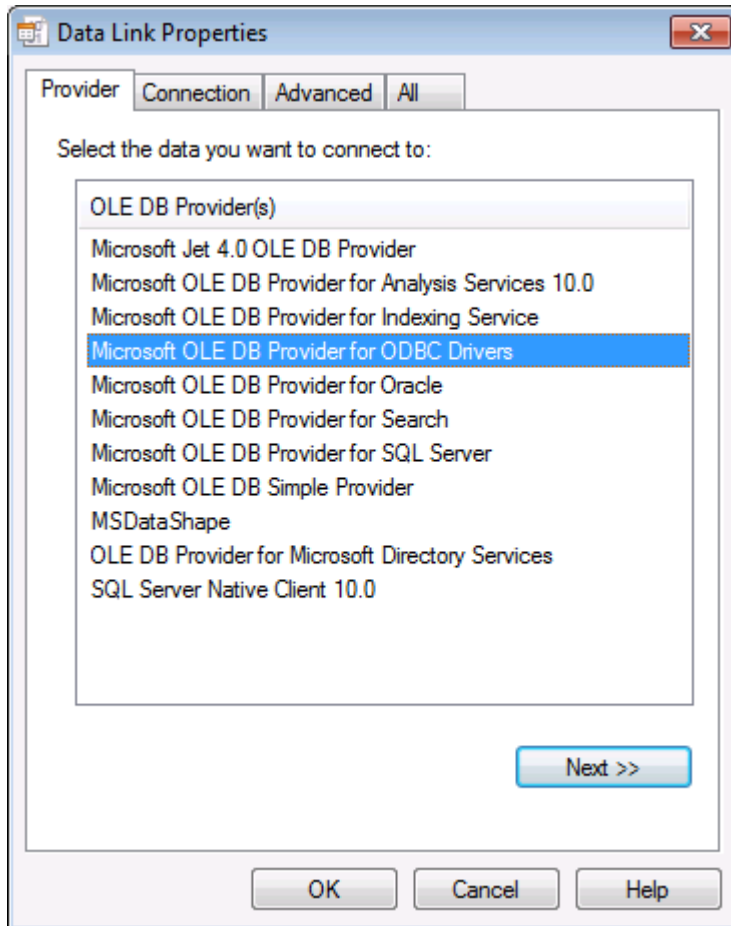 Data Link Properties
Provider Connection Advanced All
Select the data you want to connect to:
OLE DB Provider(s)
Microsoft Jet 4.0 OLE DB Provider
Microsoft OLE DB Provider for Analysis Services 10.0
Microsoft OLE DB Provider for Indexing Service
Microsoft OLE DB Provider for ODBC Drivers
Microsoft OLE DB Provider for Oracle
Microsoft OLE DB Provider for Search
Microsoft OLE DB Provider for SQL Server
Microsoft OLE DB Simple Provider
MSDataShape
OLE DB Provider for Microsoft Directory Services
SQL Server Native Client 10.0
Next >>
OK Cancel Help